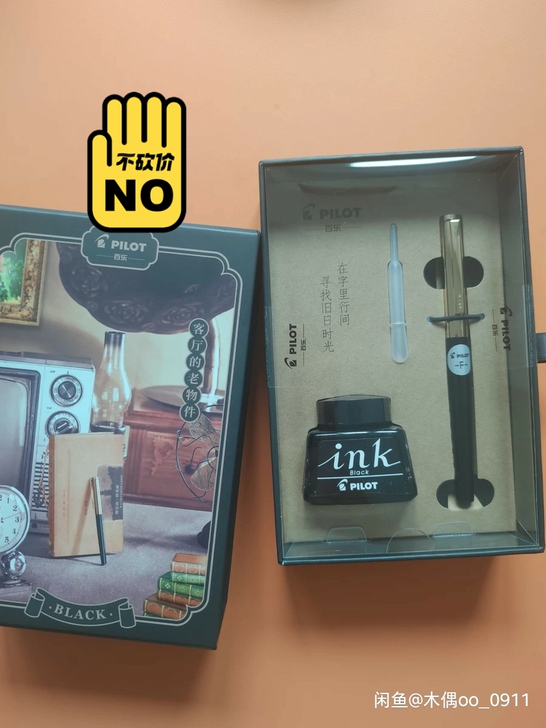 不砍价
NO
PILOT
百乐
客厅的老物件
BLACK
PILOT
百乐
在字里行间
寻找旧日时光
PILOT
百乐
PILOT
百乐
PILOT
F
ink
Black
PILOT
闲鱼@木偶oo_0911